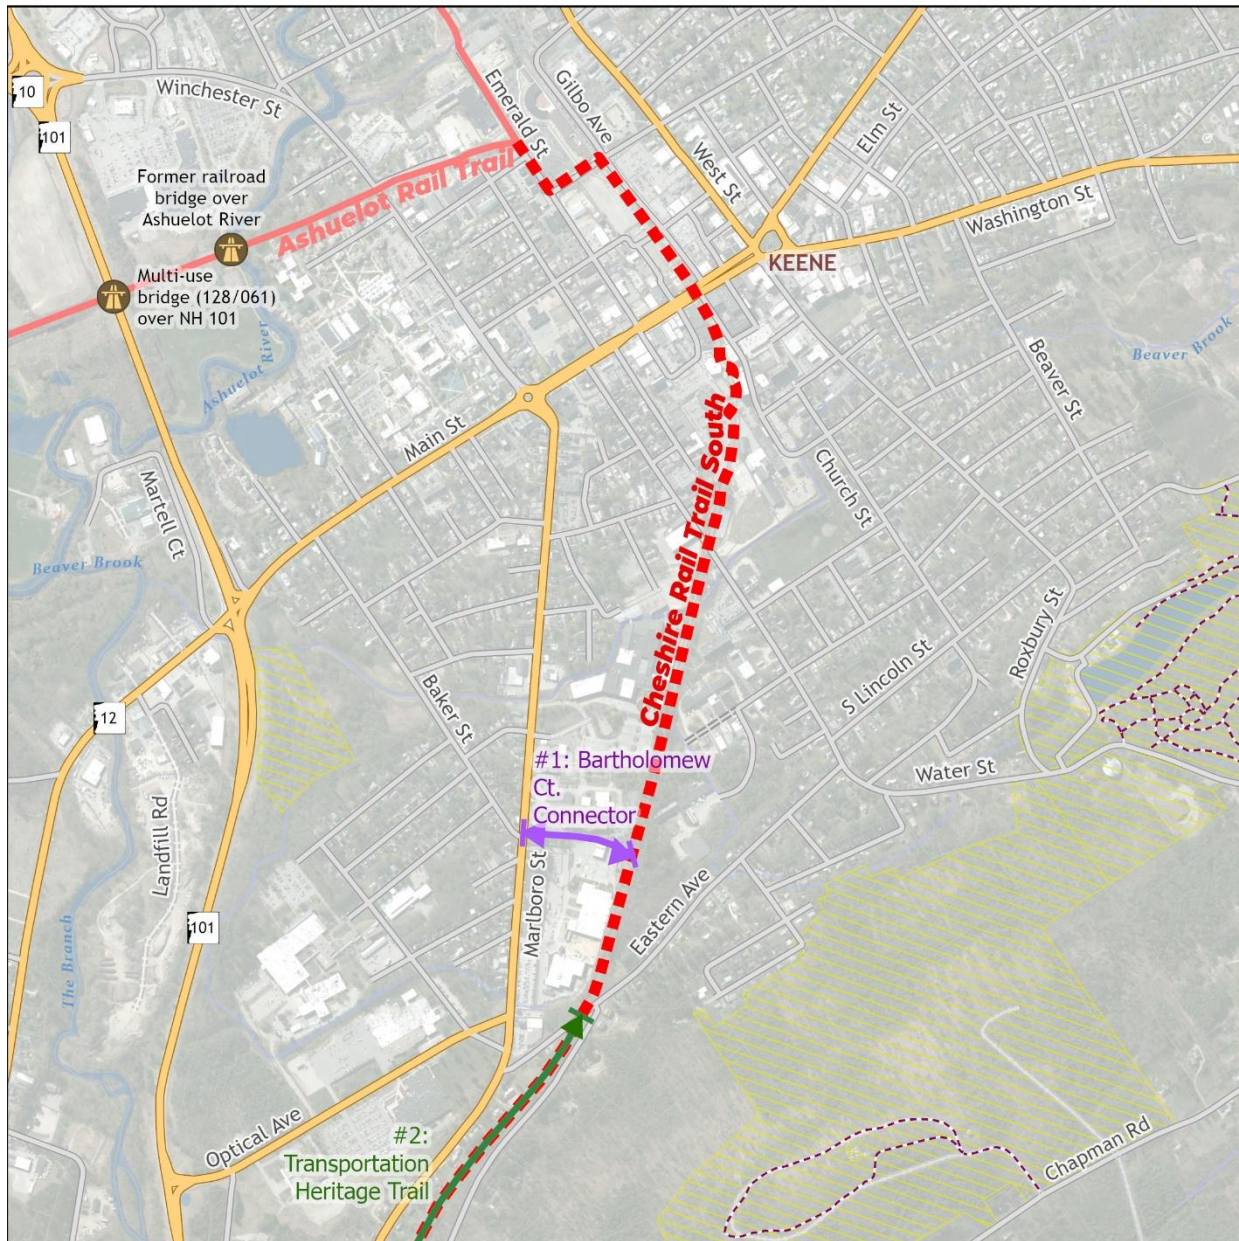 10
101
Winchester St
Emerald St
Gilbo Ave
West St
Elm St
Washington St
KEENE
Former railroad
bridge over
Ashuelot River
Ashuelot Rail Trail
Multi-use
bridge (128/061)
over NH 101
Ashuelot River
Beaver Brook
Beaver St
Main St
Martell Ct
Beaver Brook
Church St
Cheshire Rail Trail South
Roxbury St
S Lincoln St
Baker St
12
Water St
#1: Bartholomew
Ct.
Connector
Landfill Rd
Marlboro St
Eastern Ave
101
The Branch
Optical Ave
#2:
Transportation
Heritage Trail
Chapman Rd